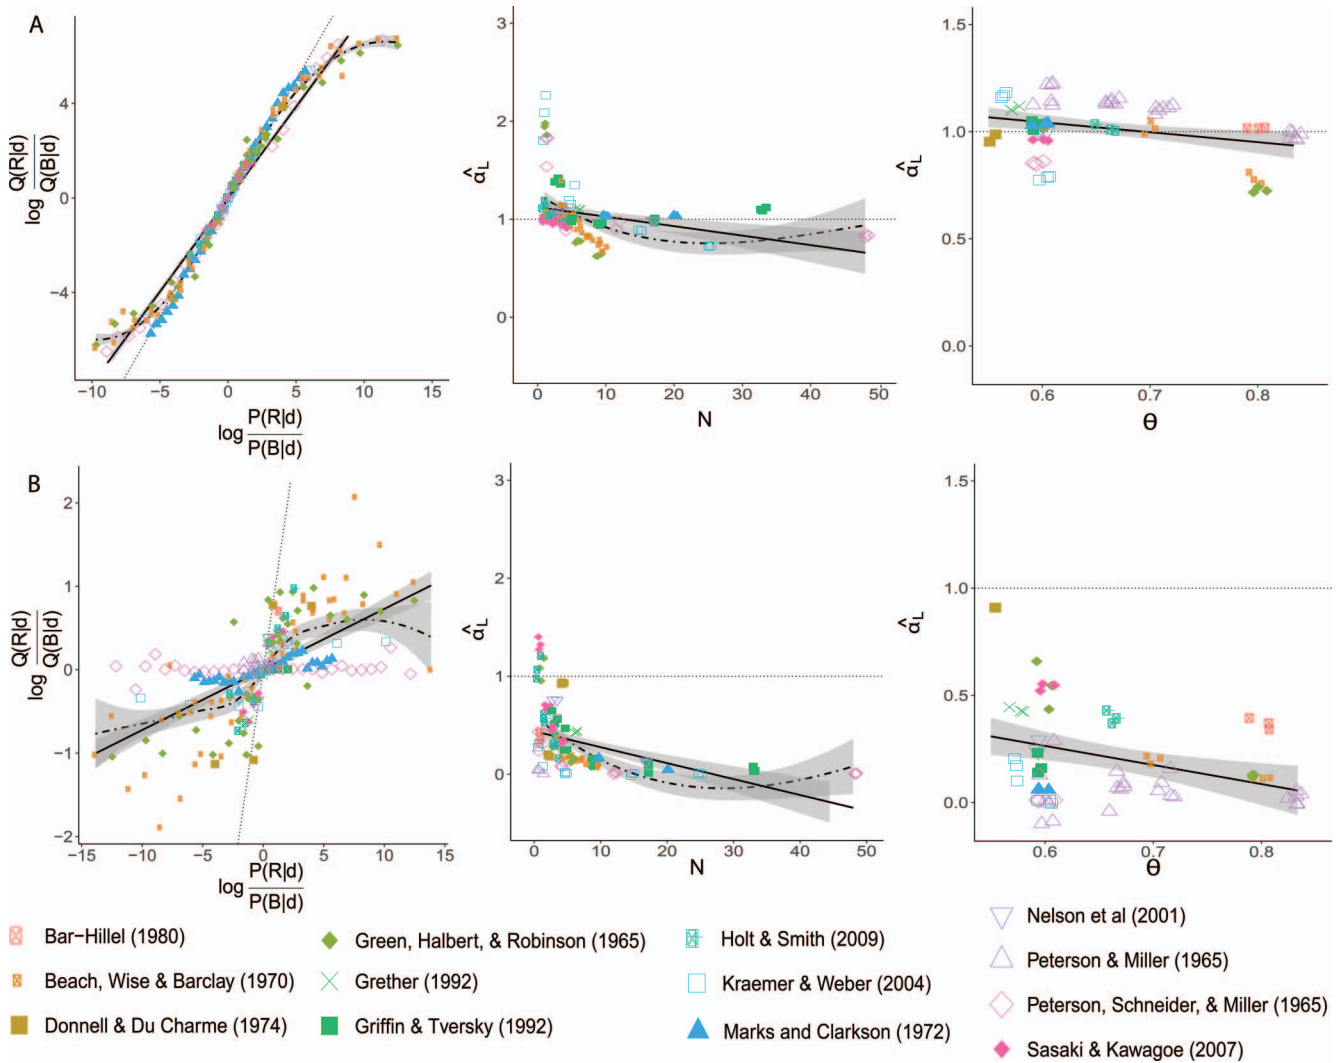 A
log Q(R|d) / Q(B|d)
4
0
−4
−10 −5 0 5 10 15
log P(R|d) / P(B|d)
α̂L
3
2
1
0
0 10 20 30 40 50
N
α̂L
1.5
1.0
0.5
0.0
0.6 0.7 0.8
θ
B
log Q(R|d) / Q(B|d)
2
1
0
−1
−2
−15 −10 −5 0 5 10 15
log P(R|d) / P(B|d)
α̂L
3
2
1
0
0 10 20 30 40 50
N
α̂L
1.5
1.0
0.5
0.0
0.6 0.7 0.8
θ
Bar−Hillel (1980)
Beach, Wise & Barclay (1970)
Donnell & Du Charme (1974)
Green, Halbert, & Robinson (1965)
Grether (1992)
Griffin & Tversky (1992)
Holt & Smith (2009)
Kraemer & Weber (2004)
Marks and Clarkson (1972)
Nelson et al (2001)
Peterson & Miller (1965)
Peterson, Schneider, & Miller (1965)
Sasaki & Kawagoe (2007)